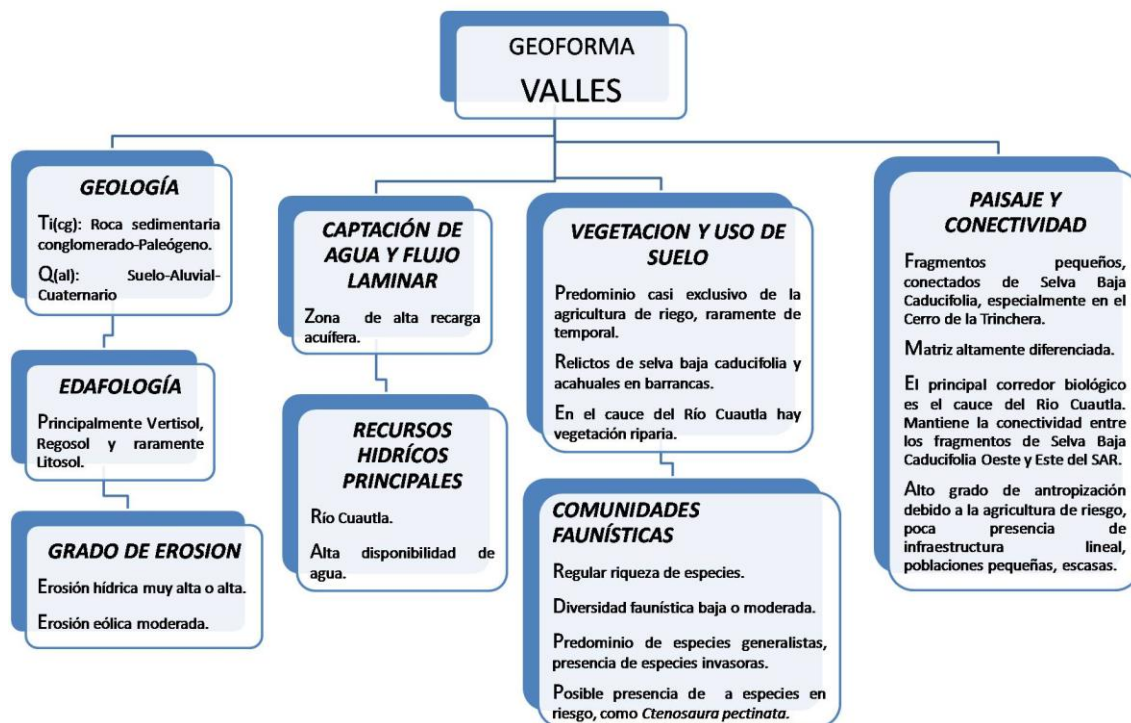 GEOFORMA
VALLES
GEOLOGÍA
Ti(cg): Roca sedimentaria
conglomerado-Paleógeno.
Q(al): Suelo-Aluvial-
Cuaternario
EDAFOLOGÍA
Principalmente Vertisol,
Regosol y raramente
Litosol.
GRADO DE EROSION
Erosión hídrica muy alta o alta.
Erosión eólica moderada.
CAPTACIÓN DE
AGUA Y FLUJO
LAMINAR
Zona de alta recarga
acuífera.
RECURSOS
HIDRÍCOS
PRINCIPALES
Río Cuautla.
Alta disponibilidad de
agua.
VEGETACION Y USO DE
SUELO
Predominio casi exclusivo de la
agricultura de riego, raramente de
temporal.
Relictos de selva baja caducifolia y
acahuales en barrancas.
En el cauce del Río Cuautla hay
vegetación riparia.
COMUNIDADES
FAUNÍSTICAS
Regular riqueza de especies.
Diversidad faunística baja o moderada.
Predominio de especies generalistas,
presencia de especies invasoras.
Posible presencia de a especies en
riesgo, como Ctenosaura pectinata.
PAISAJE Y
CONECTIVIDAD
Fragmentos pequeños,
conectados de Selva Baja
Caducifolia, especialmente en el
Cerro de la Trinchera.
Matriz altamente diferenciada.
El principal corredor biológico
es el cauce del Rio Cuautla.
Mantiene la conectividad entre
los fragmentos de Selva Baja
Caducifolia Oeste y Este del SAR.
Alto grado de antropización
debido a la agricultura de riesgo,
poca presencia de
infraestructura lineal,
poblaciones pequeñas, escasas.